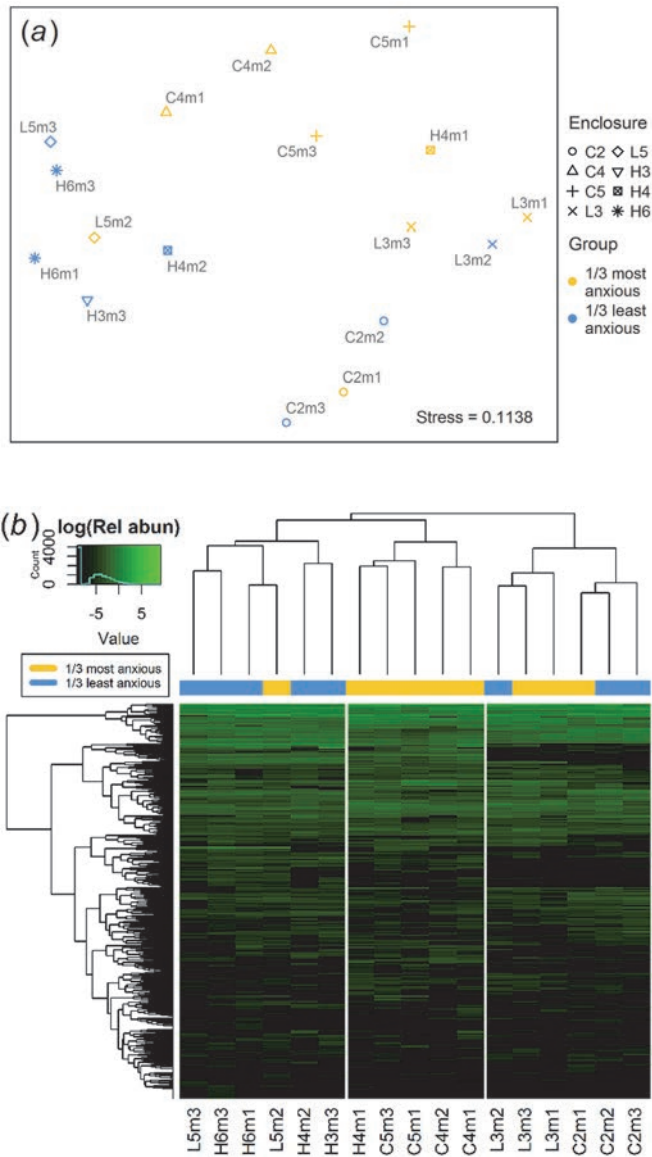 (a)
C5m1
C4m2
C4m1
L5m3
C5m3
H4m1
H6m3
L3m1
L5m2
L3m3
L3m2
H6m1
H4m2
H3m3
C2m2
C2m1
C2m3
Stress = 0.1138
Enclosure
C2 L5
C4 H3
C5 H4
L3 H6
Group
1/3 most
anxious
1/3 least
anxious
(b)
log(Rel abun)
Count
0 4000
-5 5
Value
1/3 most anxious
1/3 least anxious
L5m3
H6m3
H6m1
L5m2
H4m2
H3m3
H4m1
C5m3
C5m1
C4m2
C4m1
L3m2
L3m3
L3m1
C2m1
C2m2
C2m3